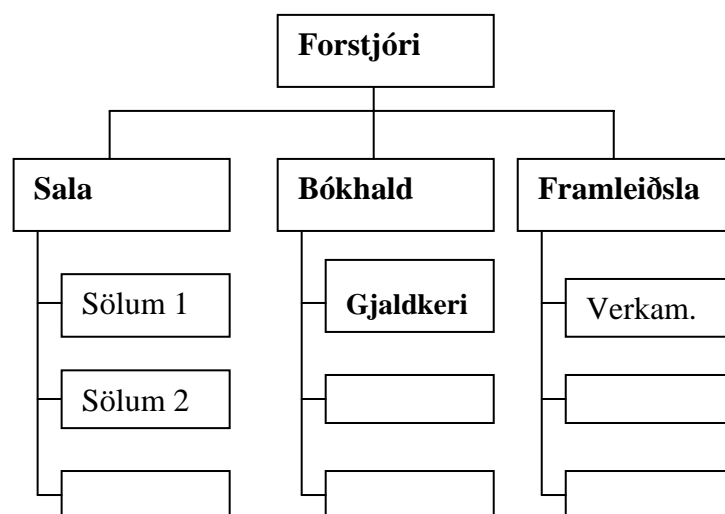 Forstjóri
Sala
Bókhald
Framleiðsla
Sölum 1
Gjaldkeri
Verkam.
Sölum 2